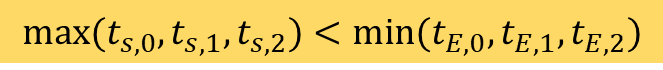 max(t_{s,0}, t_{s,1}, t_{s,2}) < min(t_{E,0}, t_{E,1}, t_{E,2})